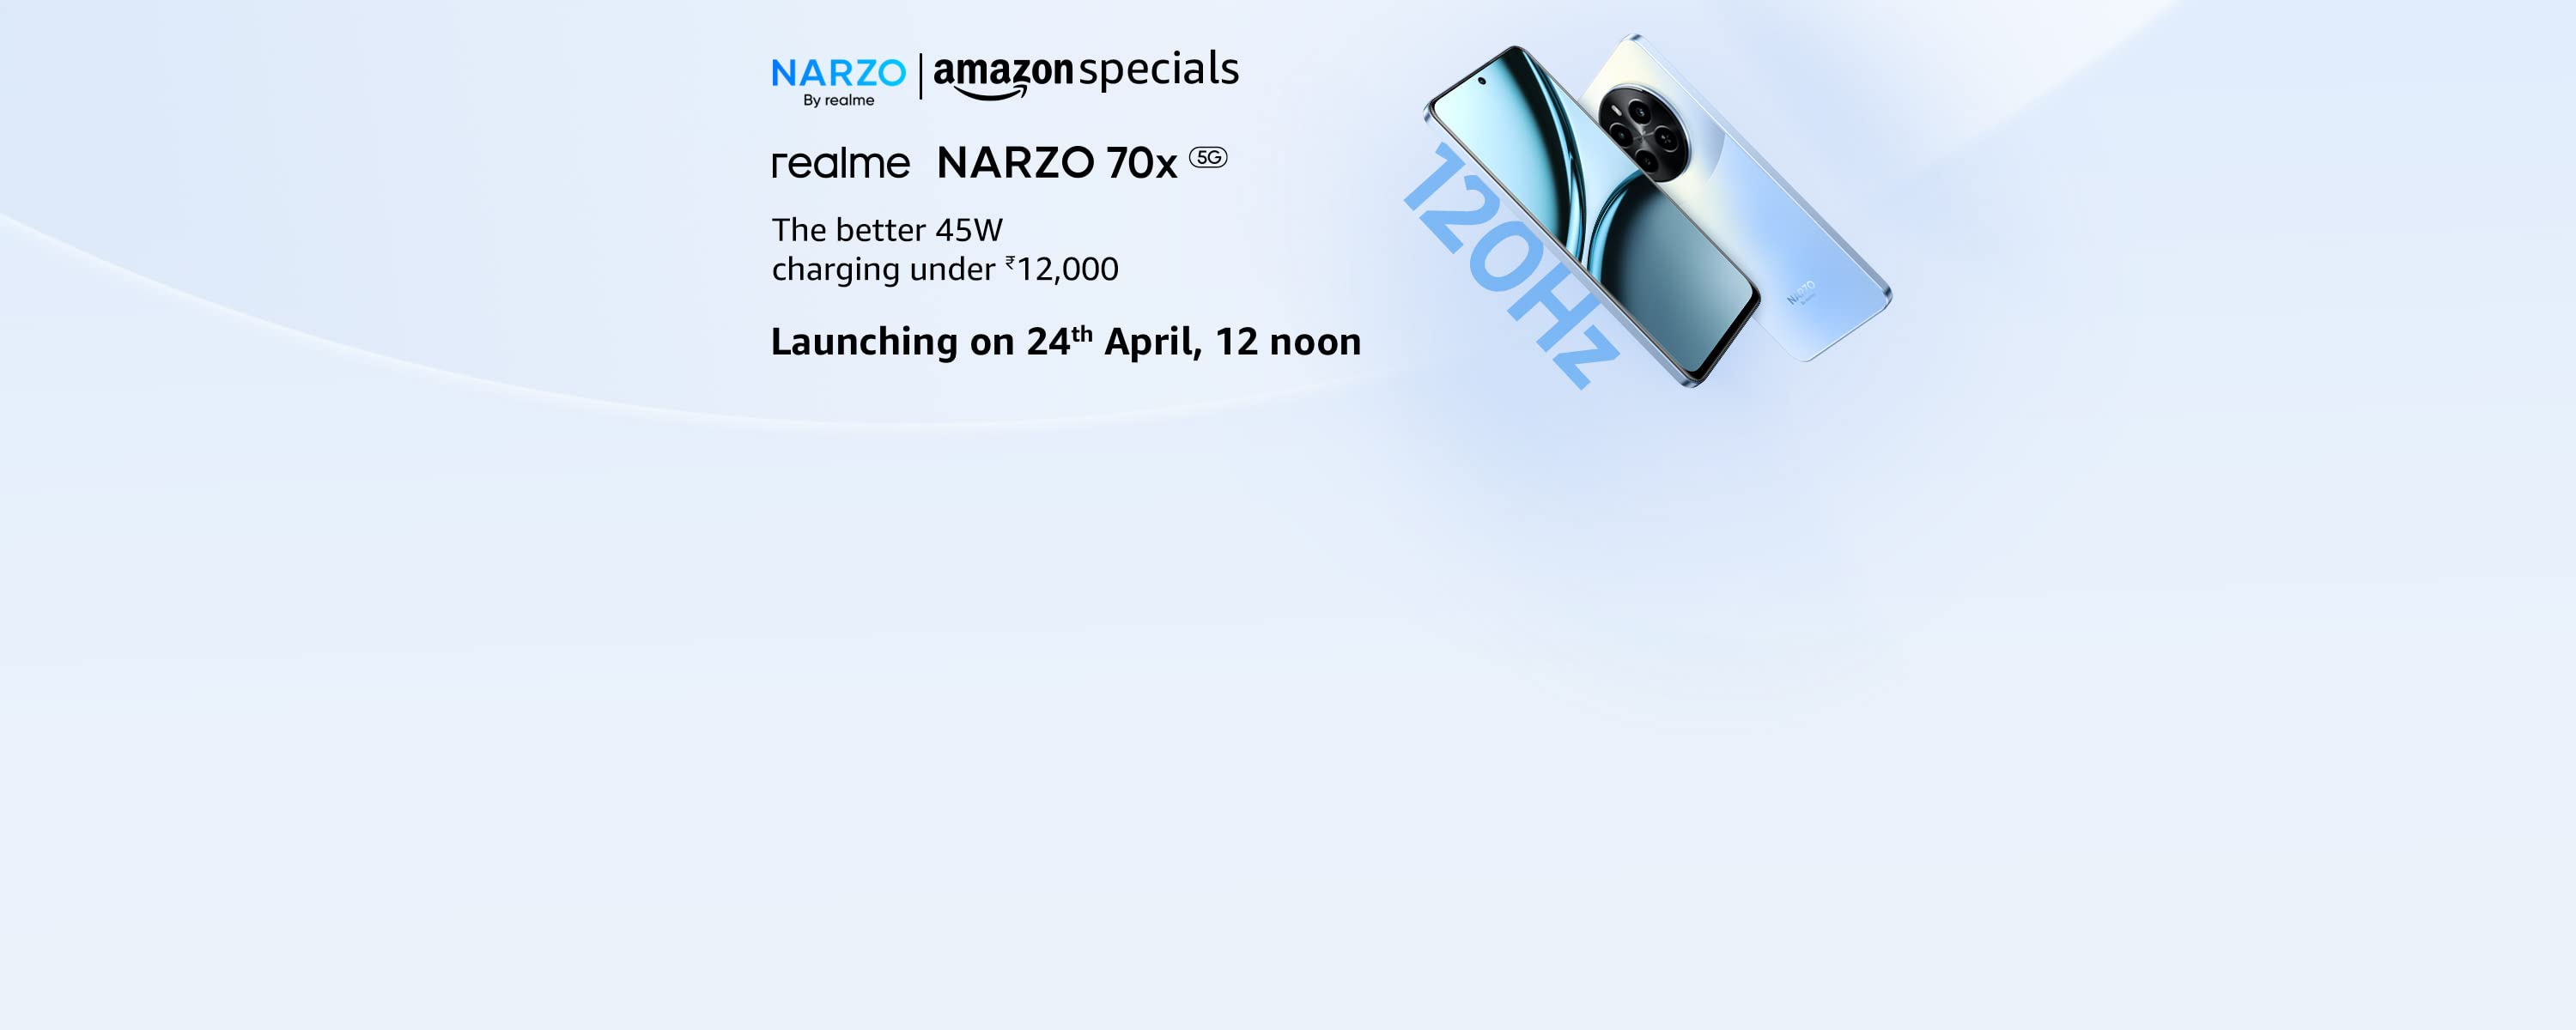 NARZO | amazon specials
By realme
realme NARZO 70x 5G
The better 45W
charging under ₹12,000
Launching on 24th April, 12 noon
120Hz
NARZO